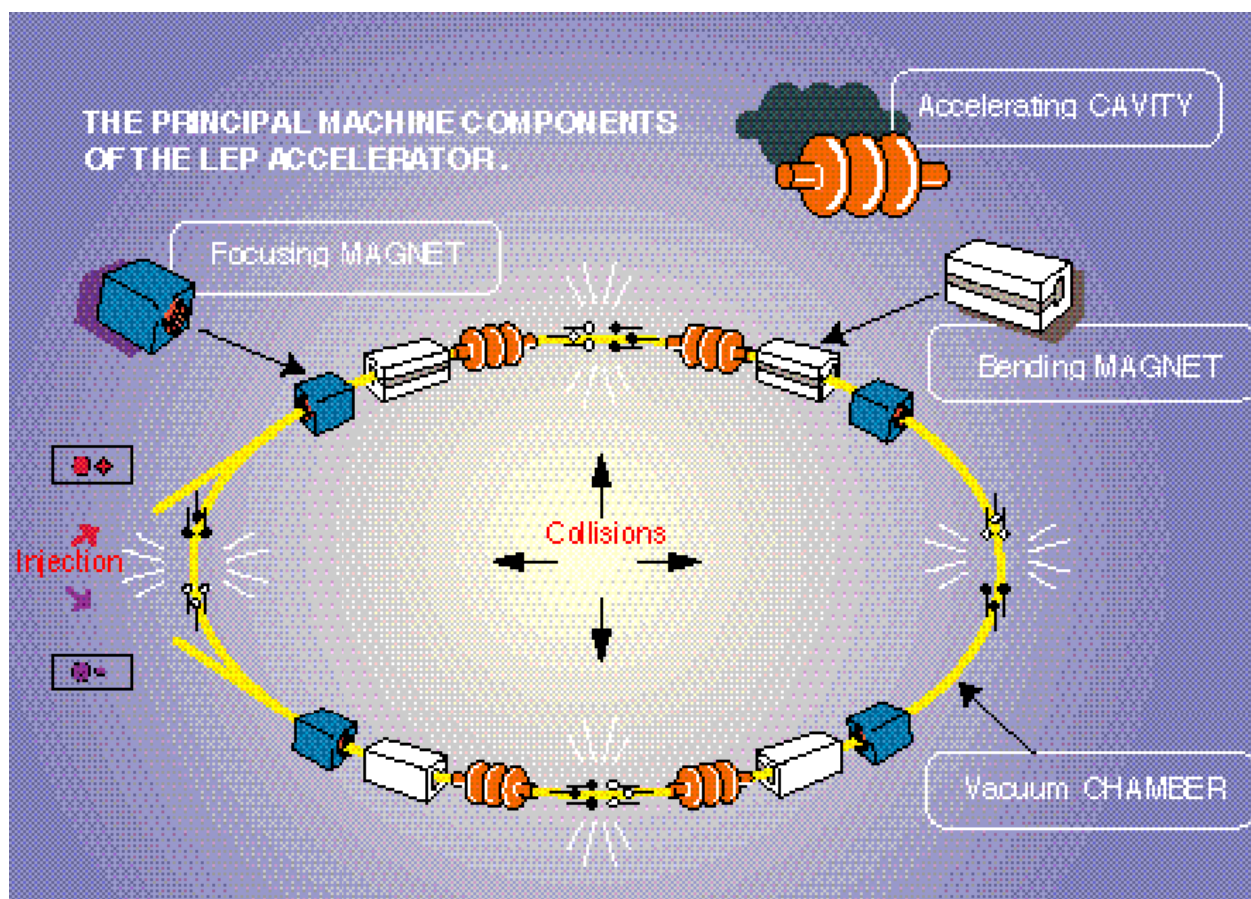 THE PRINCIPAL MACHINE COMPONENTS
OF THE LEP ACCELERATOR.
Accelerating CAVITY
Focusing MAGNET
Bending MAGNET
Collisions
Injection
Vacuum CHAMBER